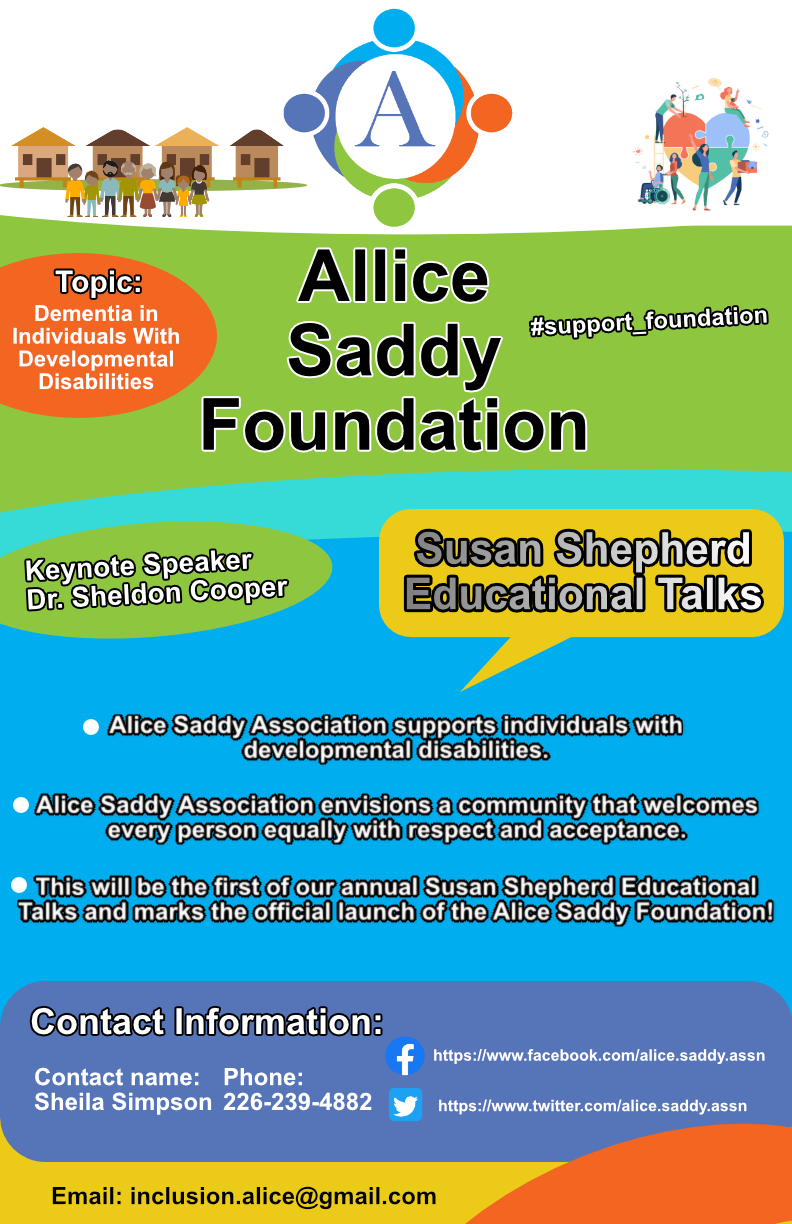 A
Allice
Saddy
Foundation
Topic:
Dementia in
Individuals With
Developmental
Disabilities
#support_foundation
Keynote Speaker
Dr. Sheldon Cooper
Susan Shepherd
Educational Talks
Alice Saddy Association supports individuals with
developmental disabilities.
Alice Saddy Association envisions a community that welcomes
every person equally with respect and acceptance.
This will be the first of our annual Susan Shepherd Educational
Talks and marks the official launch of the Alice Saddy Foundation!
Contact Information:
Contact name:
Sheila Simpson
Phone:
226-239-4882
https://www.facebook.com/alice.saddy.assn
https://www.twitter.com/alice.saddy.assn
Email: inclusion.alice@gmail.com